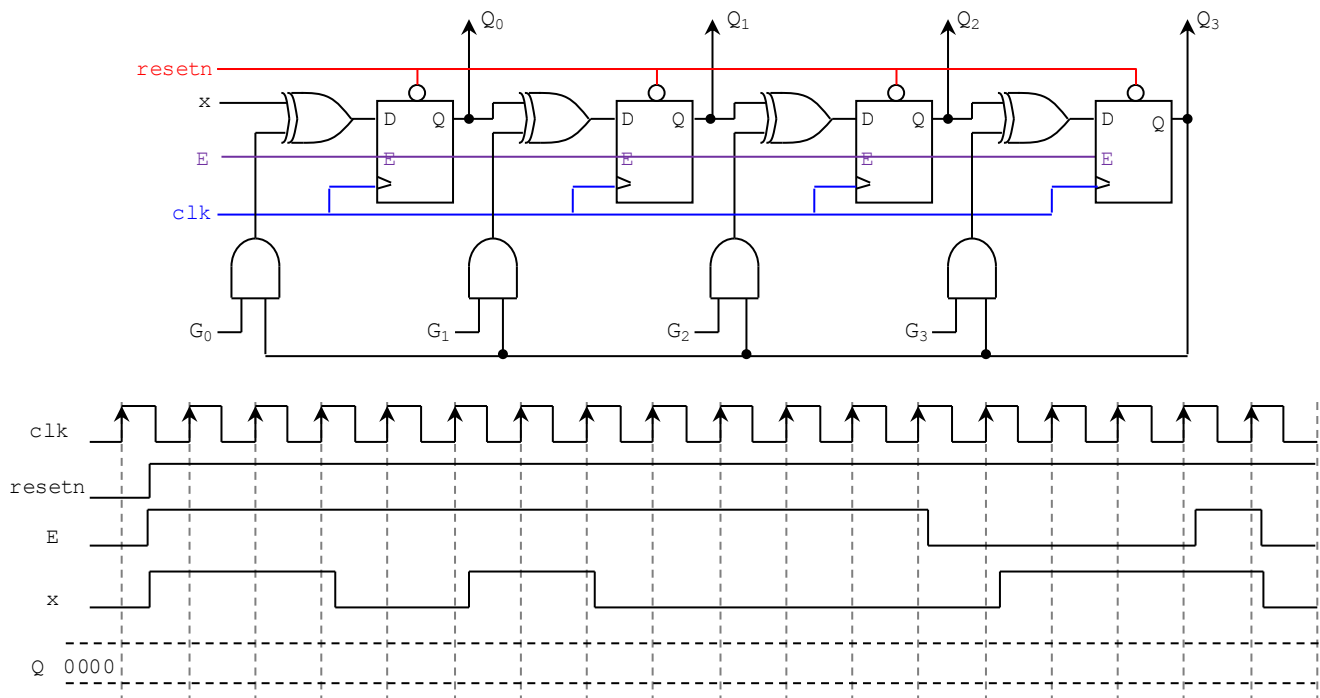 Q0 Q1 Q2 Q3
resetn
x
D Q D Q D Q D Q
E E E E E
clk
G0 G1 G2 G3
clk
resetn
E
x
Q 0000